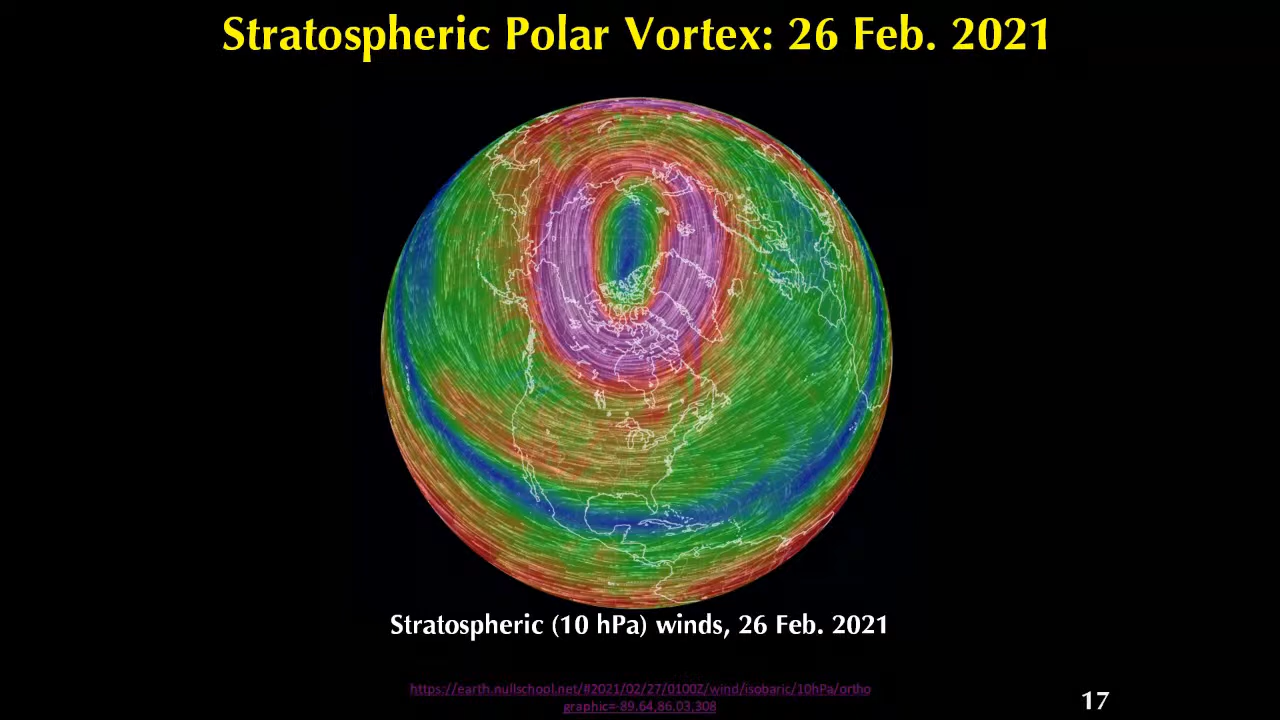 Stratospheric Polar Vortex: 26 Feb. 2021
Stratospheric (10 hPa) winds, 26 Feb. 2021
https://earth.nullschool.net/#2021/02/27/0100Z/wind/isobaric/10hPa/ortho
graphic=-89.64,86.03,308
17